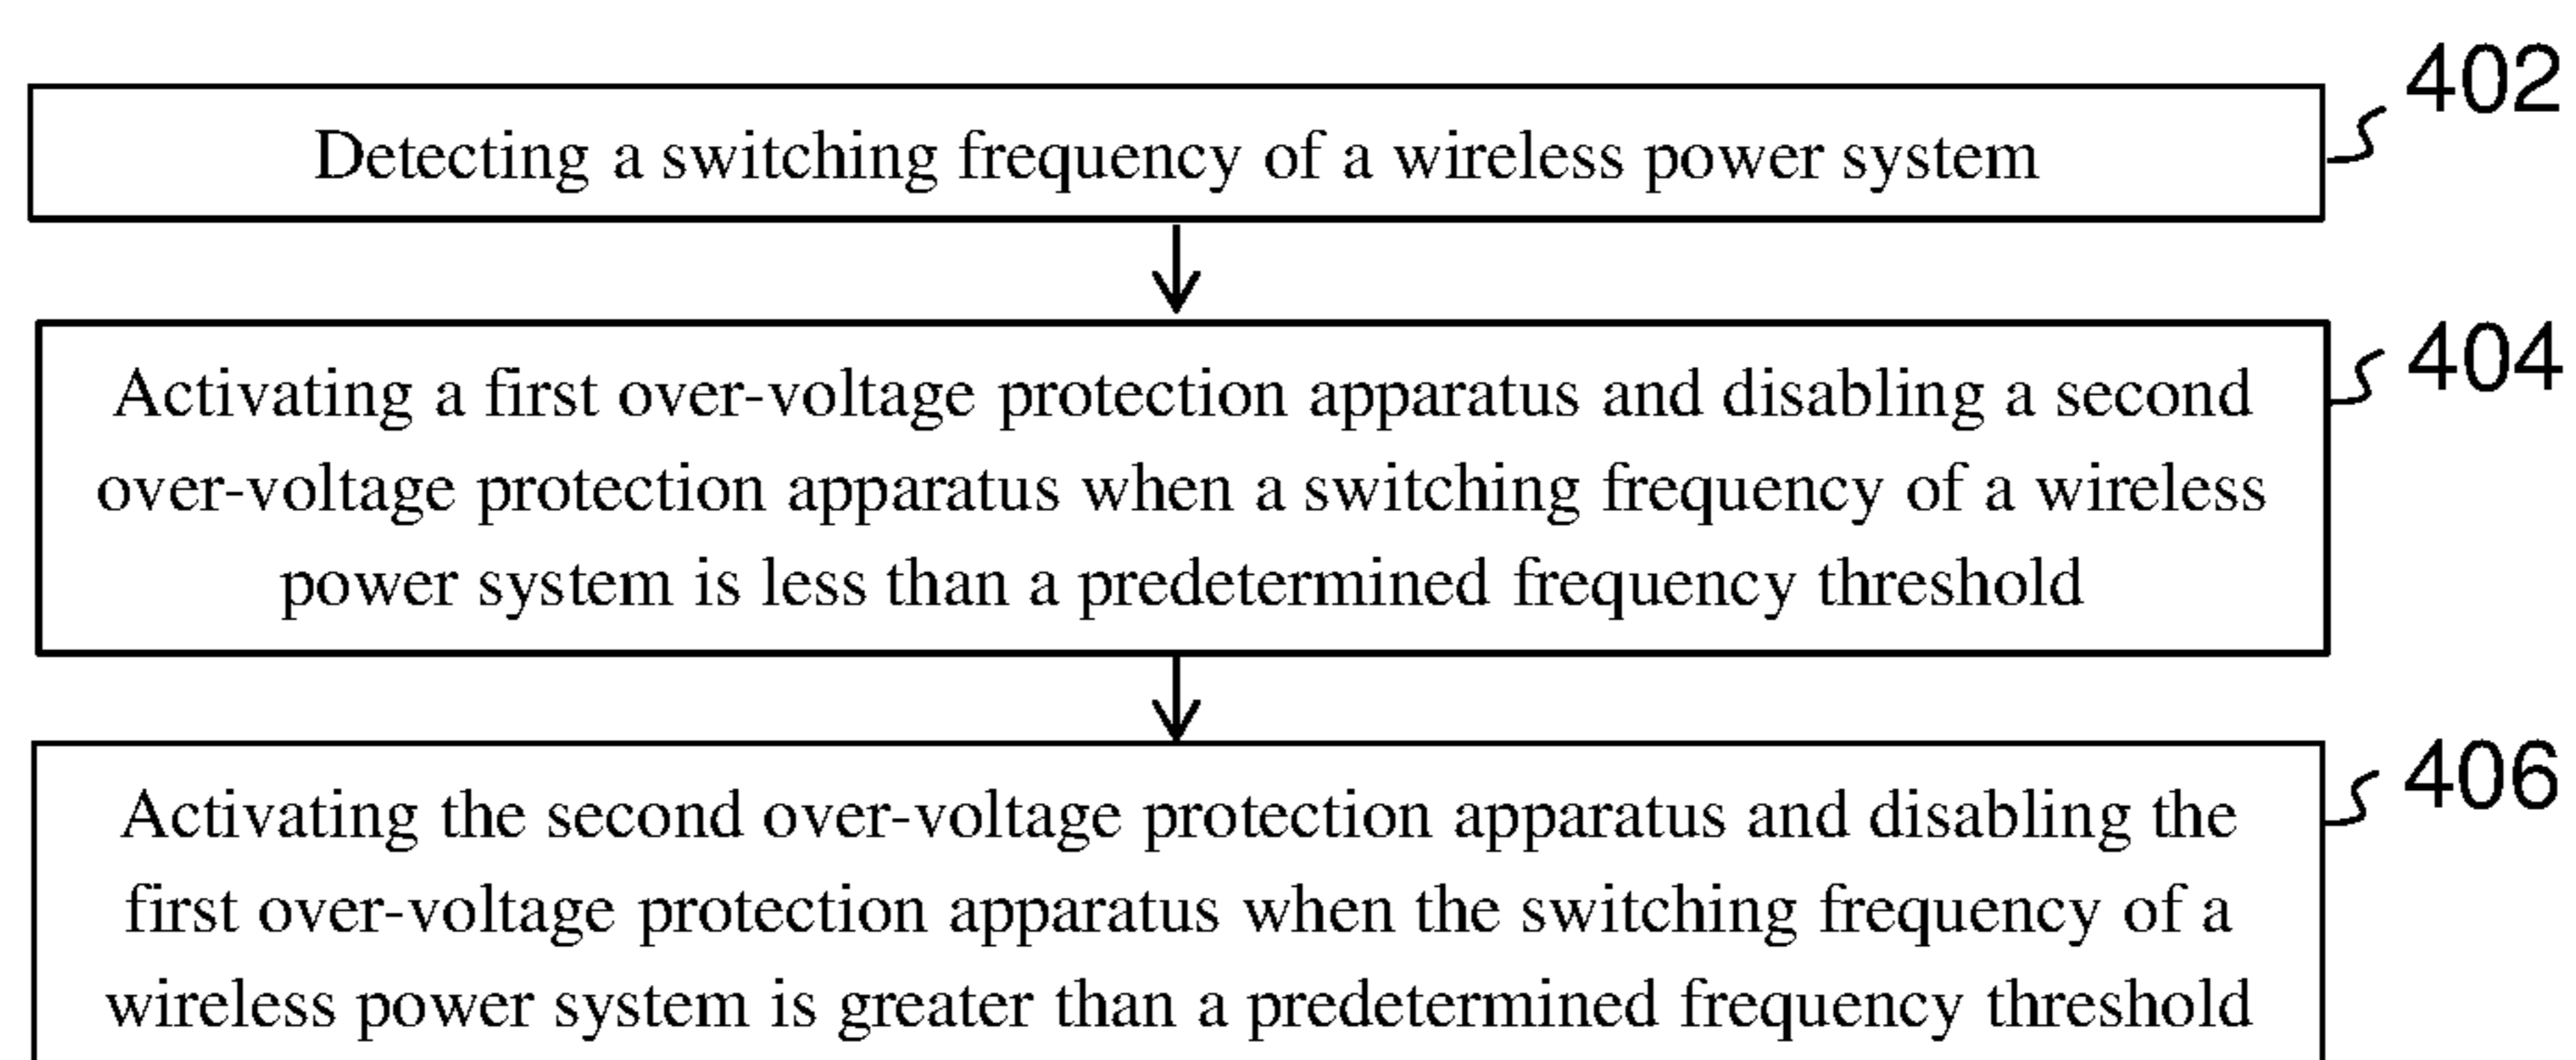 402
Detecting a switching frequency of a wireless power system
404
Activating a first over-voltage protection apparatus and disabling a second
over-voltage protection apparatus when a switching frequency of a wireless
power system is less than a predetermined frequency threshold
406
Activating the second over-voltage protection apparatus and disabling the
first over-voltage protection apparatus when the switching frequency of a
wireless power system is greater than a predetermined frequency threshold